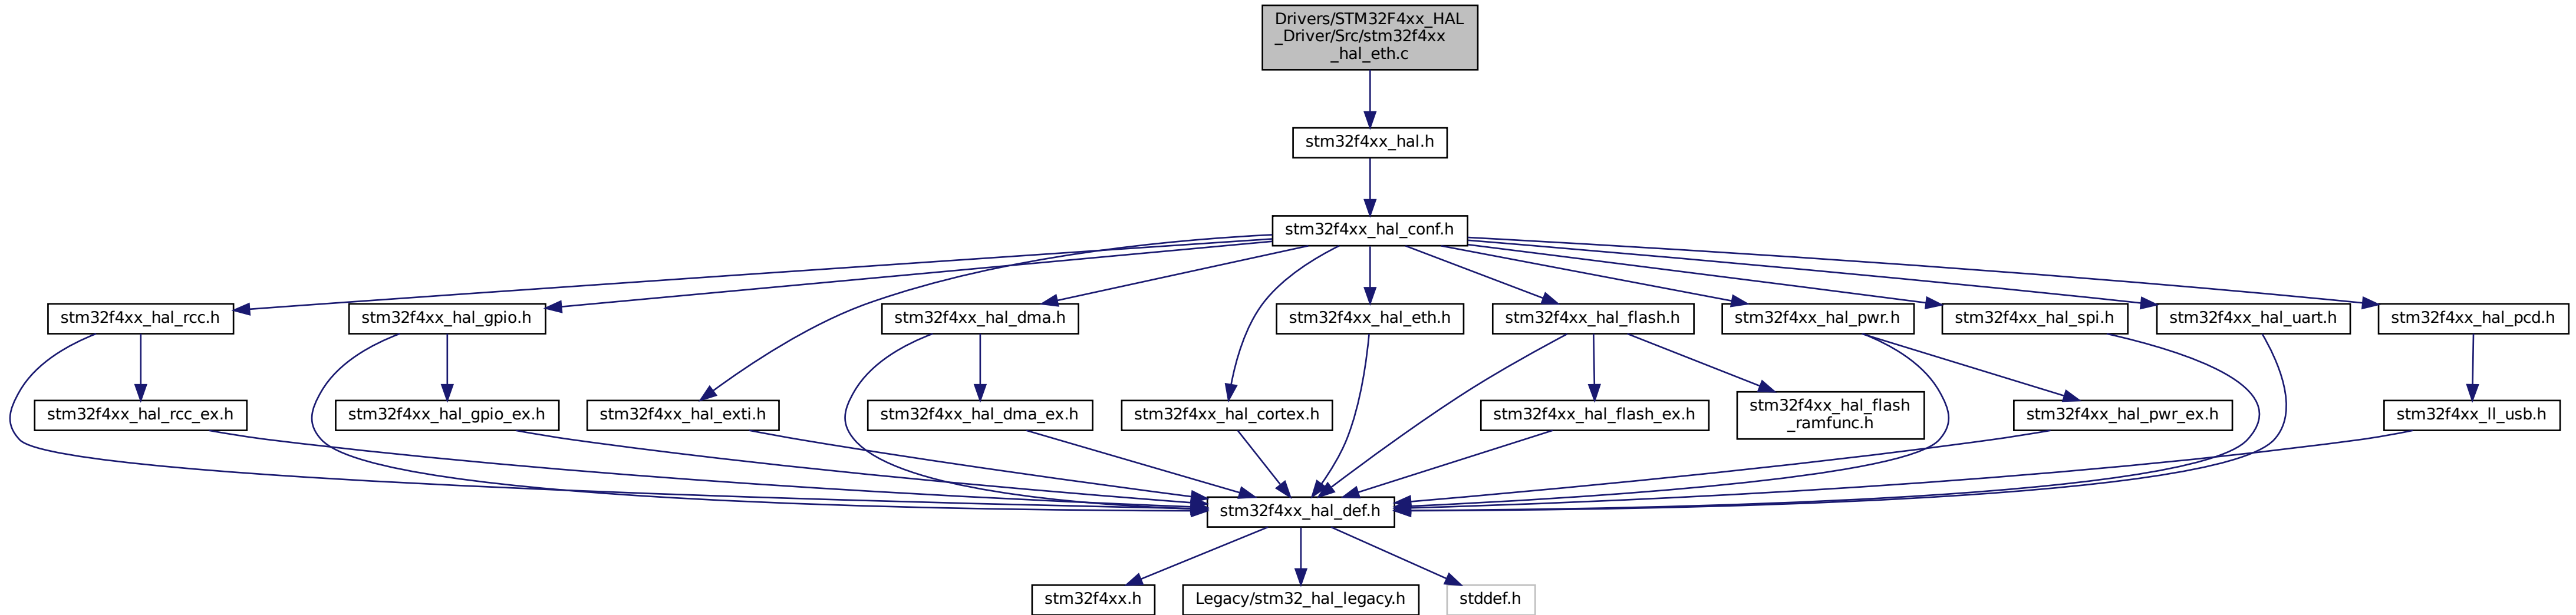 Drivers/STM32F4xx_HAL
_Driver/Src/stm32f4xx
_hal_eth.c
stm32f4xx_hal.h
stm32f4xx_hal_conf.h
stm32f4xx_hal_rcc.h
stm32f4xx_hal_gpio.h
stm32f4xx_hal_dma.h
stm32f4xx_hal_eth.h
stm32f4xx_hal_flash.h
stm32f4xx_hal_pwr.h
stm32f4xx_hal_spi.h
stm32f4xx_hal_uart.h
stm32f4xx_hal_pcd.h
stm32f4xx_hal_rcc_ex.h
stm32f4xx_hal_gpio_ex.h
stm32f4xx_hal_exti.h
stm32f4xx_hal_dma_ex.h
stm32f4xx_hal_cortex.h
stm32f4xx_hal_flash_ex.h
stm32f4xx_hal_flash
_ramfunc.h
stm32f4xx_hal_pwr_ex.h
stm32f4xx_ll_usb.h
stm32f4xx_hal_def.h
stm32f4xx.h
Legacy/stm32_hal_legacy.h
stddef.h